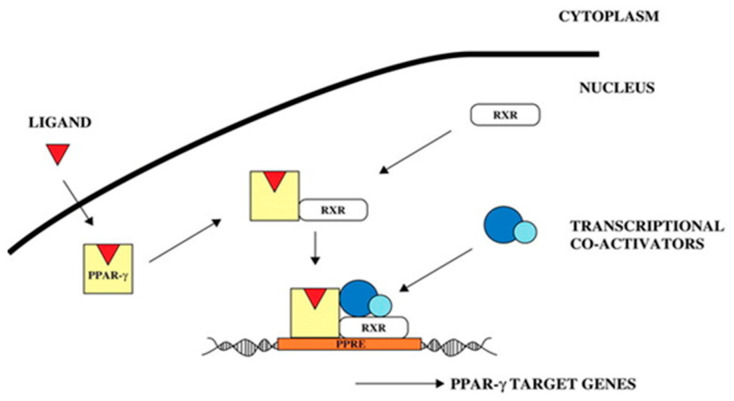 CYTOPLASM
NUCLEUS
LIGAND
RXR
RXR
TRANSCRIPTIONAL
CO-ACTIVATORS
PPAR-γ
RXR
PPRE
PPAR-γ TARGET GENES